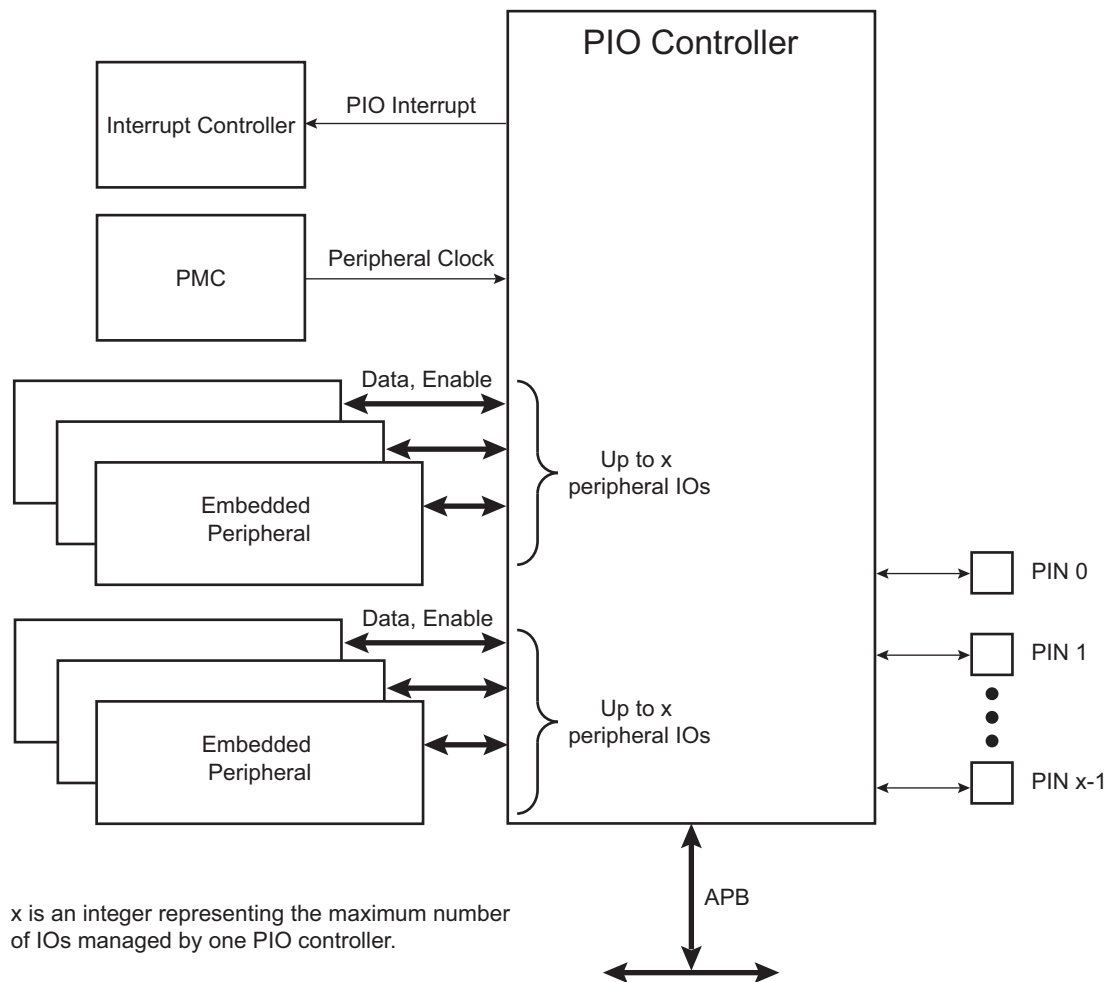 PIO Controller
PIO Interrupt
Interrupt Controller
Peripheral Clock
PMC
Data, Enable
Up to x
peripheral IOs
Embedded
Peripheral
PIN 0
Data, Enable
PIN 1
Up to x
peripheral IOs
Embedded
Peripheral
PIN x-1
APB
x is an integer representing the maximum number
of IOs managed by one PIO controller.